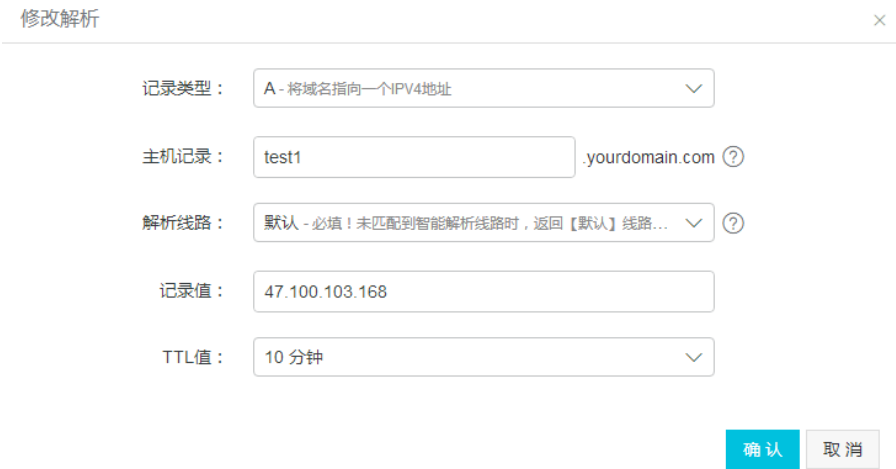 修改解析 ×
记录类型： A - 将域名指向一个IPV4地址
主机记录： test1 .yourdomain.com ?
解析线路： 默认 - 必填！未匹配到智能解析线路时，返回【默认】线路... ?
记录值： 47.100.103.168
TTL值： 10 分钟
确 认 取 消